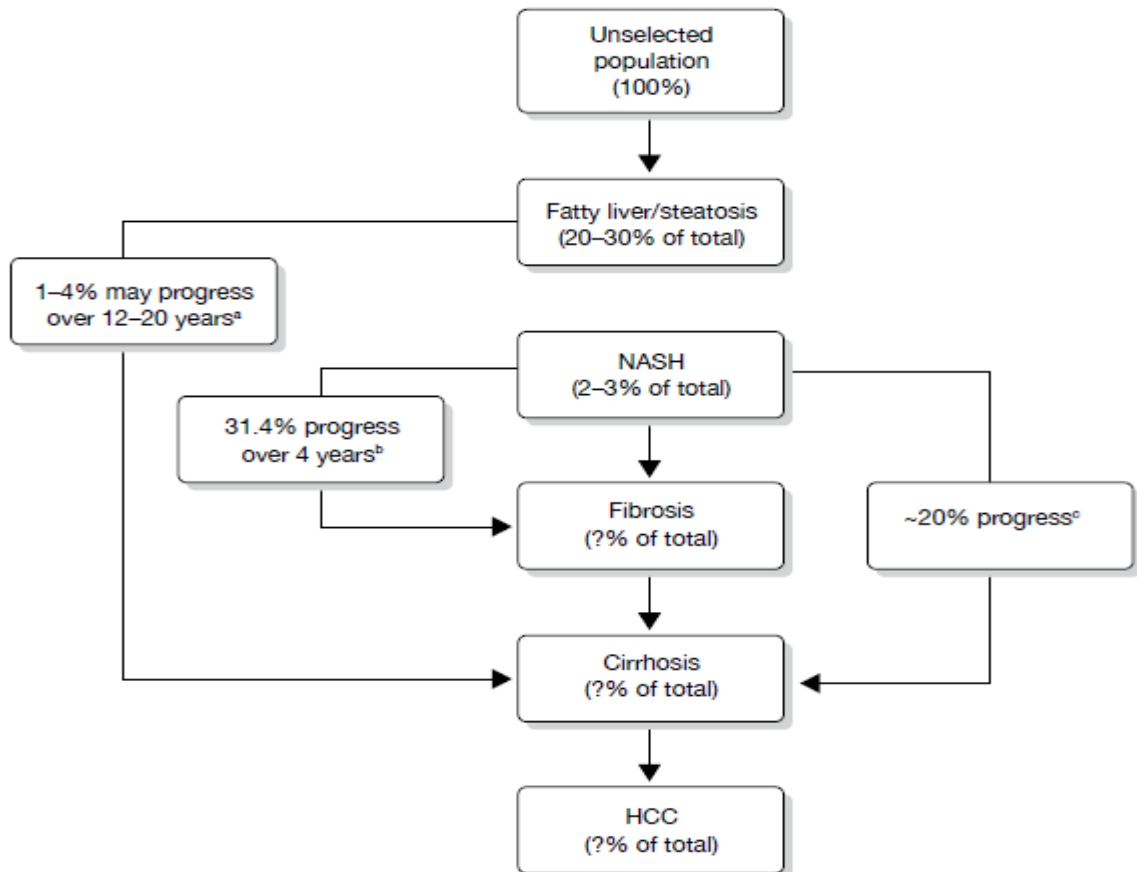 Unselected
population
(100%)
Fatty liver/steatosis
(20–30% of total)
1–4% may progress
over 12–20 yearsᵃ
NASH
(2–3% of total)
31.4% progress
over 4 yearsᵇ
Fibrosis
(?% of total)
~20% progressᶜ
Cirrhosis
(?% of total)
HCC
(?% of total)